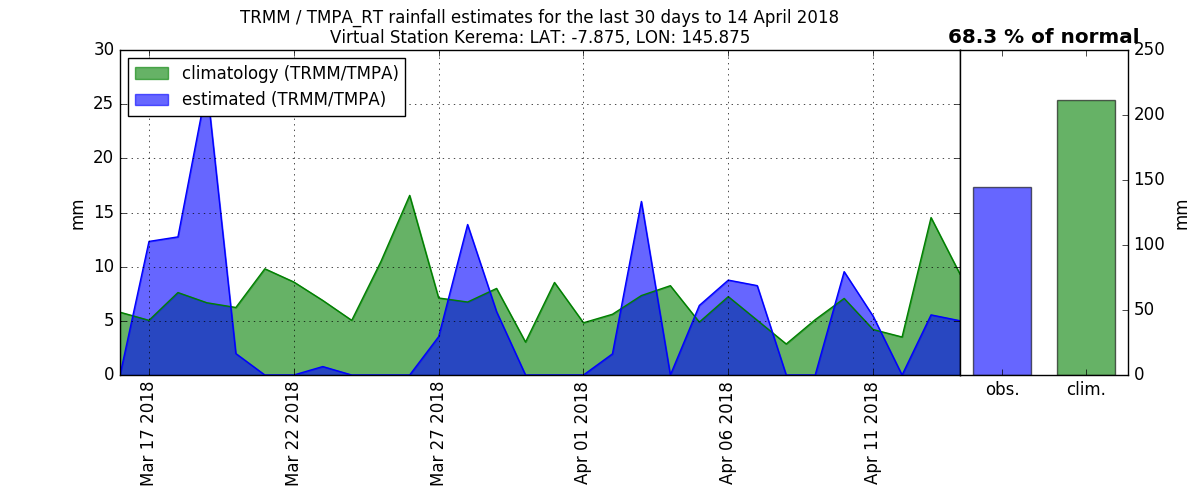 TRMM / TMPA_RT rainfall estimates for the last 30 days to 14 April 2018
Virtual Station Kerema: LAT: -7.875, LON: 145.875
68.3 % of normal
climatology (TRMM/TMPA)
estimated (TRMM/TMPA)
30
25
20
15
10
5
0
mm
Mar 17 2018
Mar 22 2018
Mar 27 2018
Apr 01 2018
Apr 06 2018
Apr 11 2018
250
200
150
100
50
0
mm
obs.
clim.